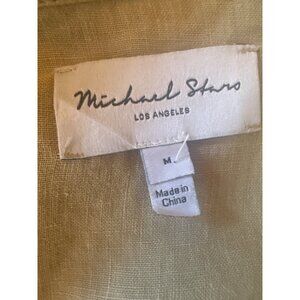 Michael Stars
LOS ANGELES
M
Made in
China